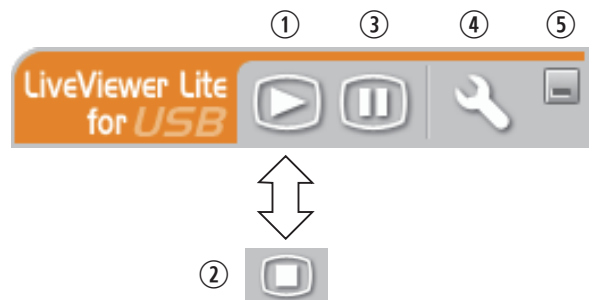 ① ③ ④ ⑤
LiveViewer Lite
for USB
②